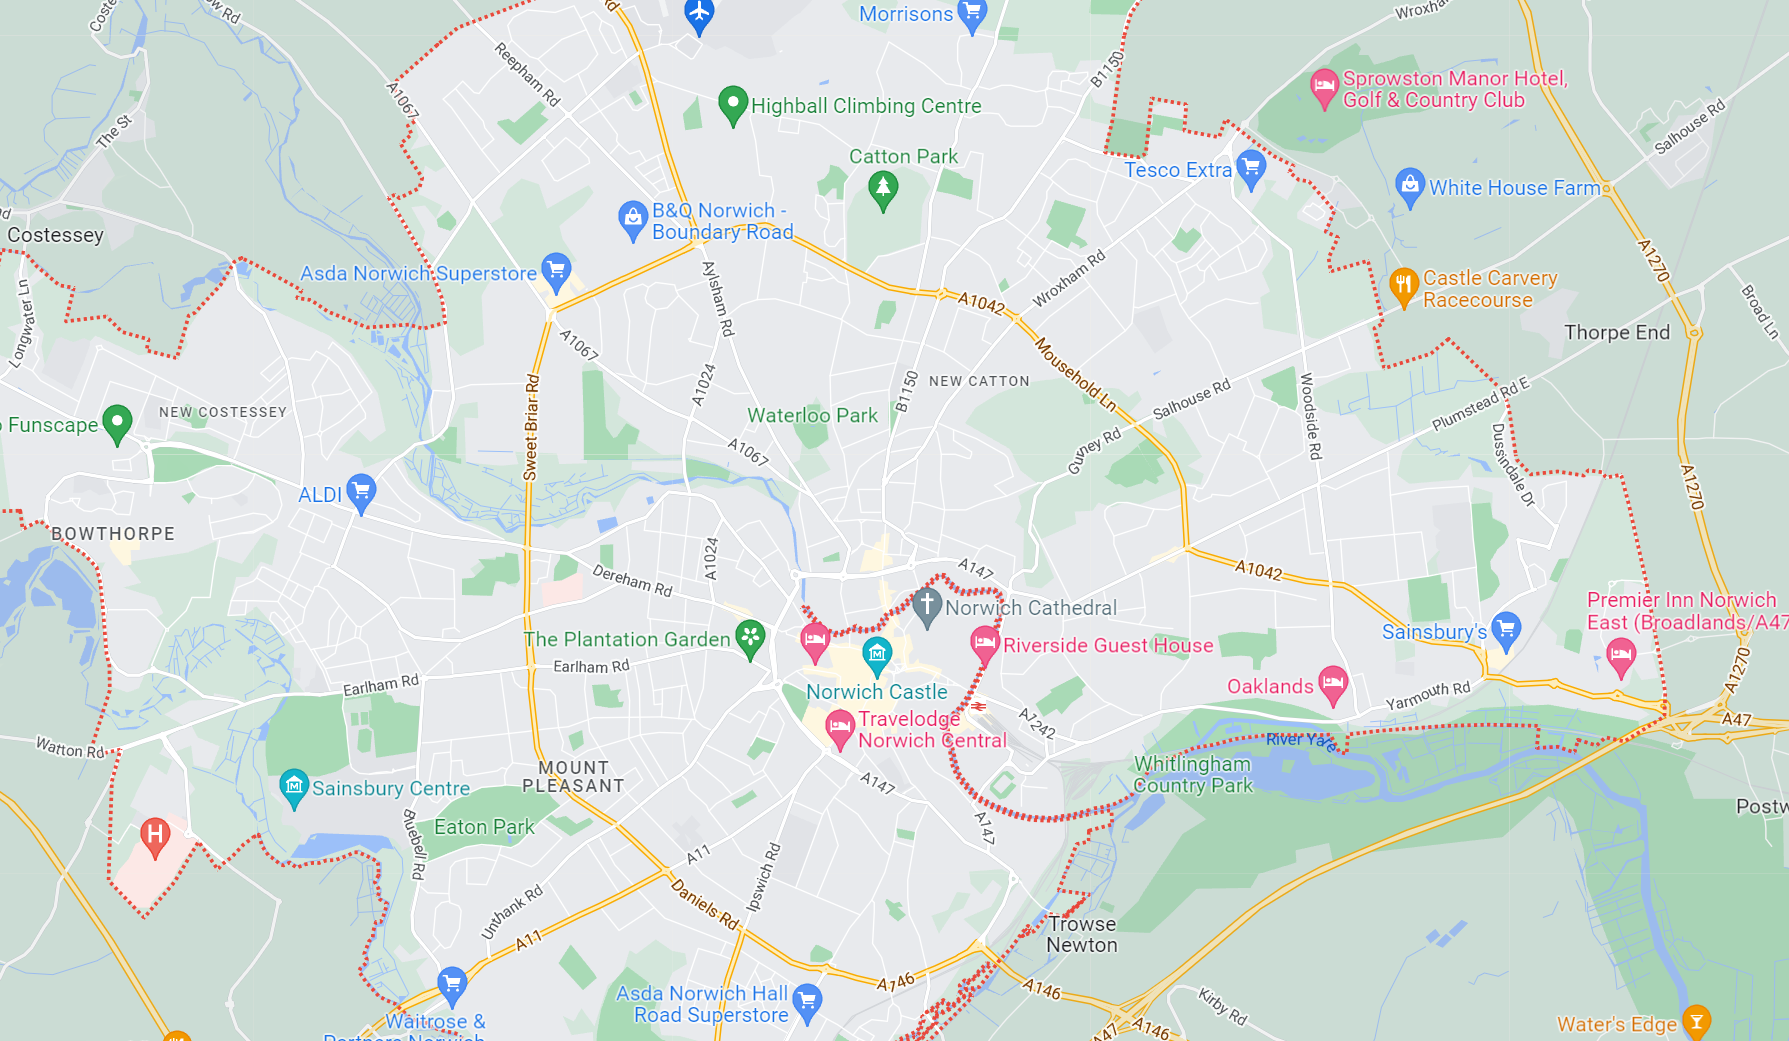 Morrisons
Wroxha
Reepham Rd
B1150
A1067
Sprowston Manor Hotel,
Golf & Country Club
Highball Climbing Centre
The St
Salhouse Rd
Catton Park
Tesco Extra
White House Farm
B&Q Norwich -
Boundary Road
Costessey
Asda Norwich Superstore
A1270
Wroxham Rd
Castle Carvery
Racecourse
Longwater Ln
Aylsham Rd
A1042
Broad Ln
Thorpe End
A1067
Mousehold Ln
A1024
B1150
NEW CATTON
Salhouse Rd
Plumstead Rd E
Woodside Rd
NEW COSTESSEY
Funscape
Sweet Briar Rd
Waterloo Park
A1067
Gurney Rd
Dussindale Dr
A1270
ALDI
BOWTHORPE
A1024
A147
A1042
Dereham Rd
Norwich Cathedral
Premier Inn Norwich
East (Broadlands/A47
The Plantation Garden
Riverside Guest House
Sainsbury's
Earlham Rd
Earlham Rd
Norwich Castle
Oaklands
Yarmouth Rd
A1270
Travelodge
Norwich Central
A7242
A47
Watton Rd
River Yare
MOUNT
PLEASANT
Whitlingham
Country Park
Sainsbury Centre
A147
Postw
Eaton Park
A747
Bluebell Rd
A11
Ipswich Rd
Unthank Rd
Daniels Rd
Trowse
Newton
A11
A146
A146
Asda Norwich Hall
Road Superstore
Kirby Rd
Waitrose &
Partners Norwich
A47
A146
Water's Edge